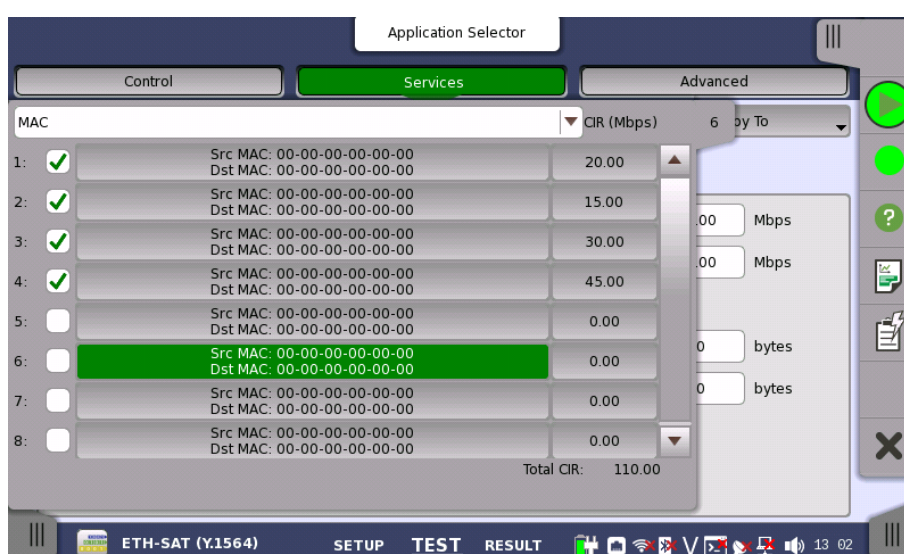 Application Selector
Control Services Advanced
MAC CIR (Mbps) 6 by To
1: Src MAC: 00-00-00-00-00-00 20.00
Dst MAC: 00-00-00-00-00-00
2: Src MAC: 00-00-00-00-00-00 15.00
Dst MAC: 00-00-00-00-00-00
.00 Mbps
3: Src MAC: 00-00-00-00-00-00 30.00
Dst MAC: 00-00-00-00-00-00
.00 Mbps
4: Src MAC: 00-00-00-00-00-00 45.00
Dst MAC: 00-00-00-00-00-00
5: Src MAC: 00-00-00-00-00-00 0.00
Dst MAC: 00-00-00-00-00-00
0 bytes
6: Src MAC: 00-00-00-00-00-00 0.00
Dst MAC: 00-00-00-00-00-00
0 bytes
7: Src MAC: 00-00-00-00-00-00 0.00
Dst MAC: 00-00-00-00-00-00
8: Src MAC: 00-00-00-00-00-00 0.00
Dst MAC: 00-00-00-00-00-00
Total CIR: 110.00
ETH-SAT (Y.1564) SETUP TEST RESULT V 13 02